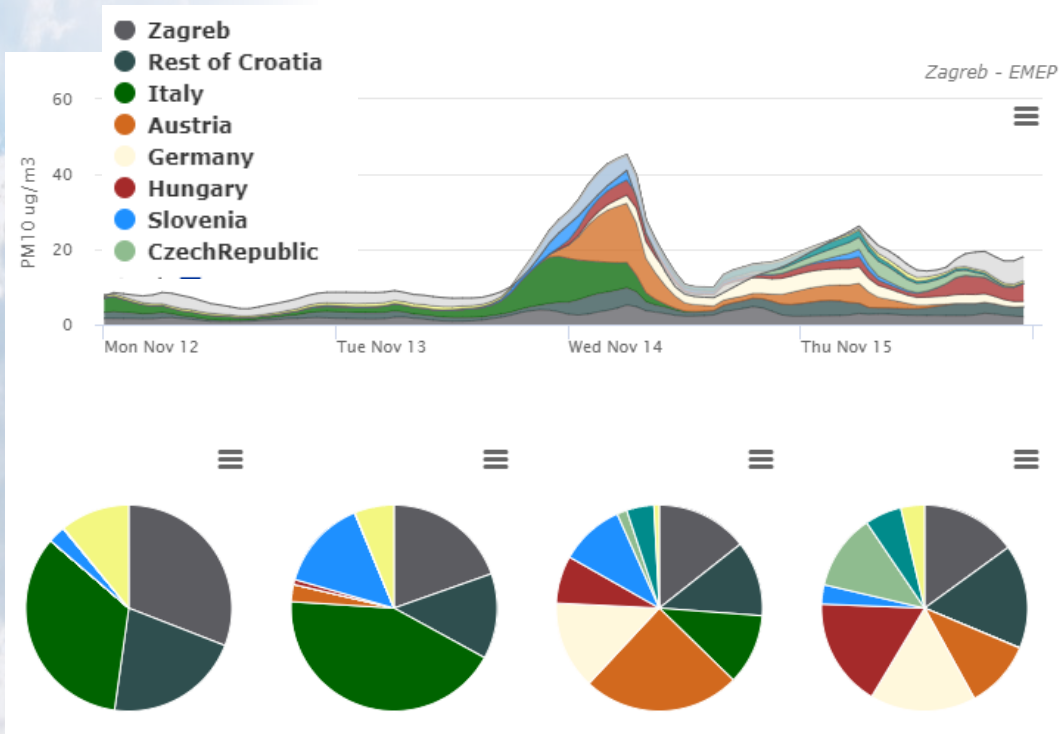 Zagreb
Rest of Croatia
Italy
Austria
Germany
Hungary
Slovenia
CzechRepublic
Zagreb - EMEP
PM10 ug/m3
60
40
20
0
Mon Nov 12
Tue Nov 13
Wed Nov 14
Thu Nov 15